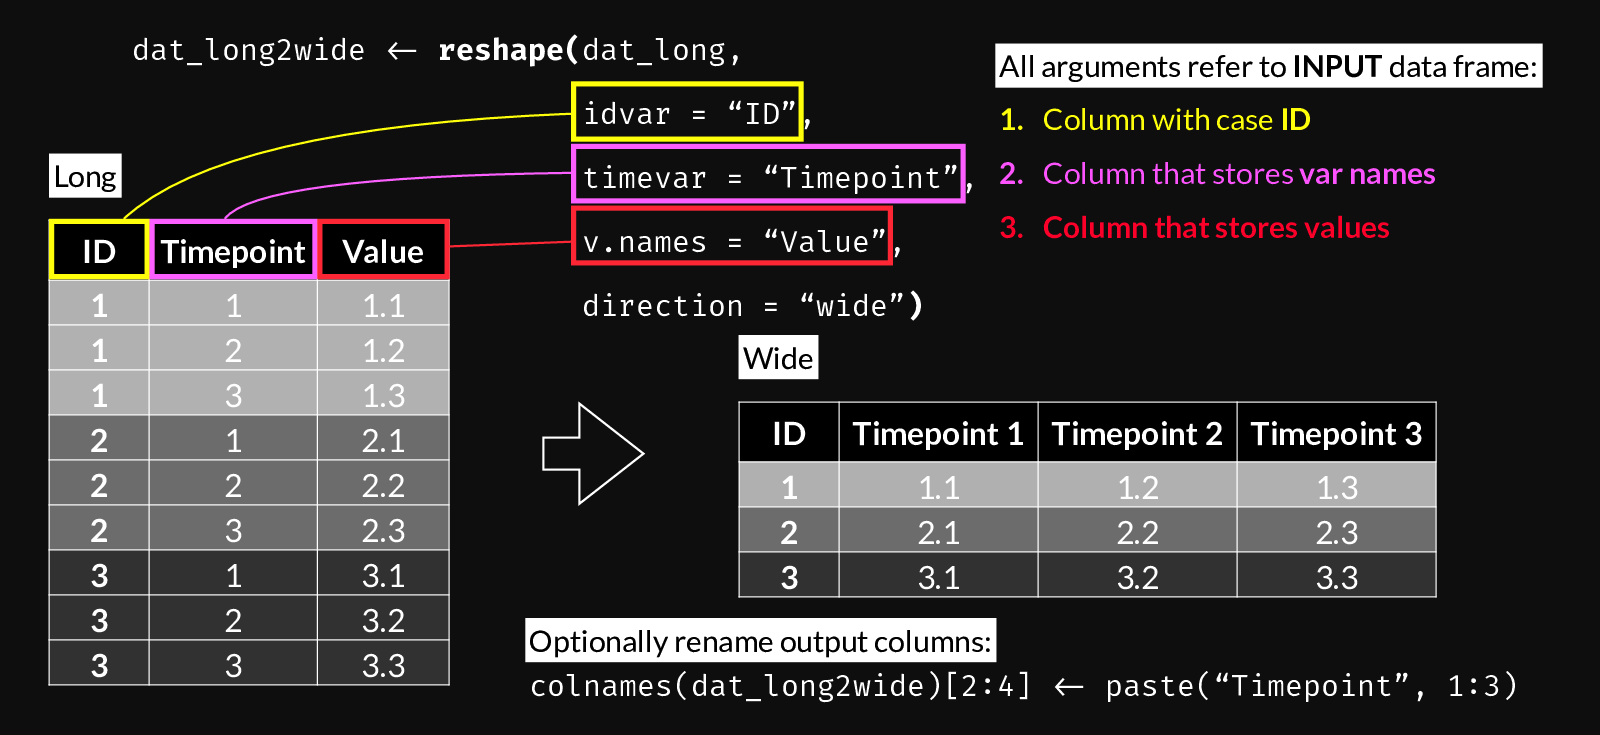 dat_long2wide ← reshape(dat_long,
idvar = “ID”,
timevar = “Timepoint”,
v.names = “Value”,
direction = “wide”)
All arguments refer to INPUT data frame:
1. Column with case ID
2. Column that stores var names
3. Column that stores values
Long
ID Timepoint Value
1 1 1.1
1 2 1.2
1 3 1.3
2 1 2.1
2 2 2.2
2 3 2.3
3 1 3.1
3 2 3.2
3 3 3.3
Wide
ID Timepoint 1 Timepoint 2 Timepoint 3
1 1.1 1.2 1.3
2 2.1 2.2 2.3
3 3.1 3.2 3.3
Optionally rename output columns:
colnames(dat_long2wide)[2:4] ← paste(“Timepoint”, 1:3)